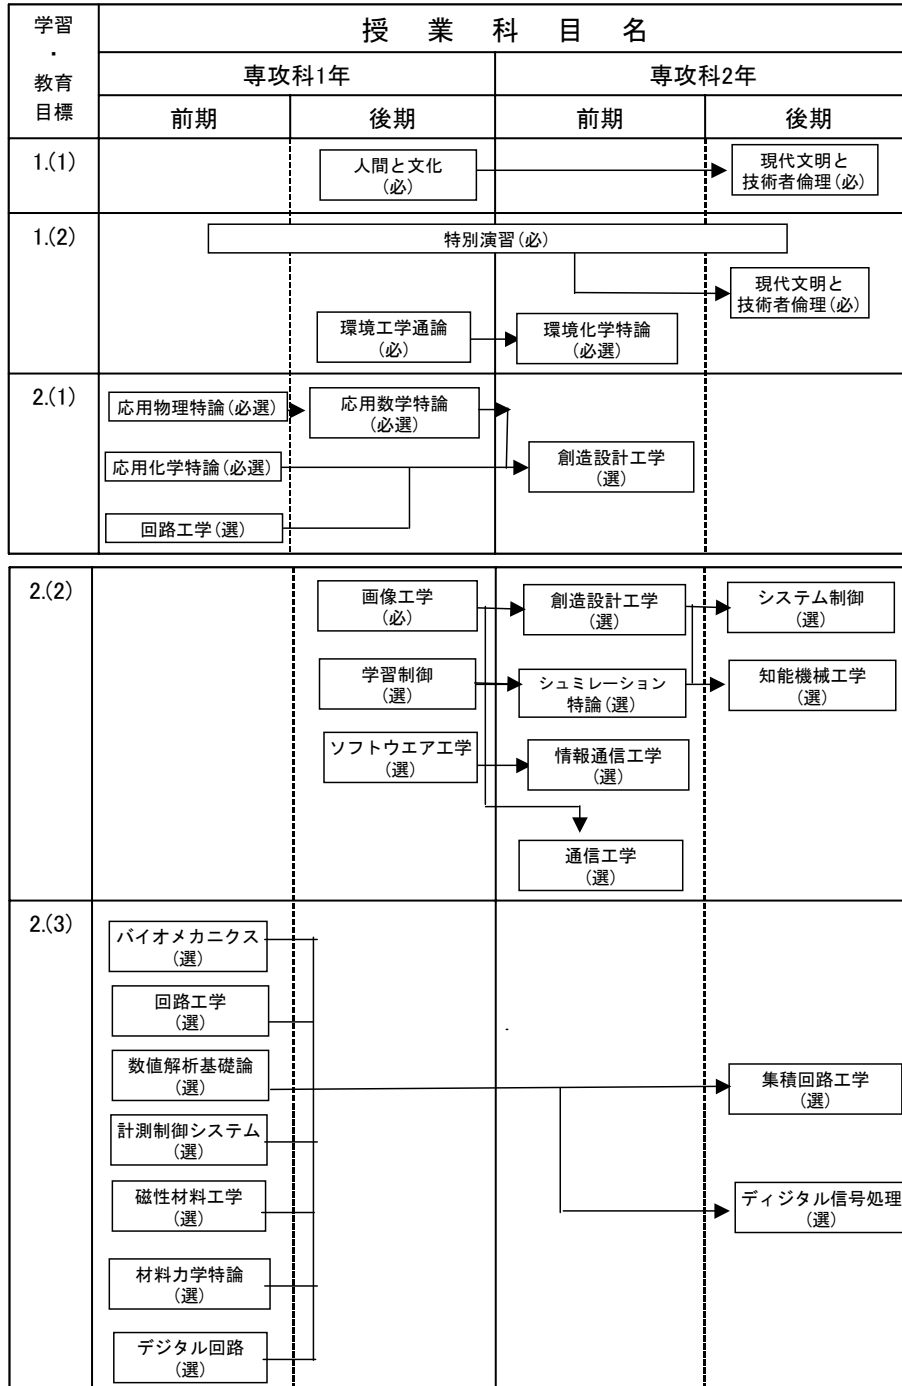 学習
・
教育
目標
授業科目名
専攻科1年
専攻科2年
前期
後期
前期
後期
1.(1)
人間と文化
(必)
現代文明と
技術者倫理(必)
1.(2)
特別演習(必)
現代文明と
技術者倫理(必)
環境工学通論
(必)
環境化学特論
(必選)
2.(1)
応用物理特論(必選)
応用数学特論
(必選)
応用化学特論(必選)
創造設計工学
(選)
回路工学(選)
2.(2)
画像工学
(必)
創造設計工学
(選)
システム制御
(選)
学習制御
(選)
シュミレーション
特論(選)
知能機械工学
(選)
ソフトウエア工学
(選)
情報通信工学
(選)
通信工学
(選)
2.(3)
バイオメカニクス
(選)
回路工学
(選)
数値解析基礎論
(選)
集積回路工学
(選)
計測制御システム
(選)
磁性材料工学
(選)
ディジタル信号処理
(選)
材料力学特論
(選)
デジタル回路
(選)